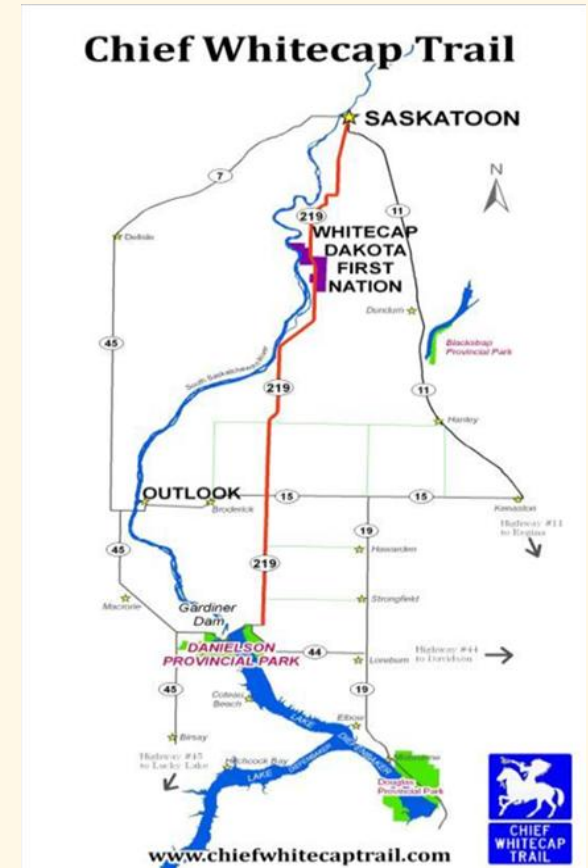 Chief Whitecap Trail
SASKATOON
N
7
11
219
Delisle
WHITECAP
DAKOTA
FIRST
NATION
Dundurn
Blackstrap
Provincial Park
45
South Saskatchewan River
219
11
Hanley
OUTLOOK
Broderick
15
15
Kenaston
Highway #11
to Regina
19
45
Hawarden
219
Macrorie
Strongfield
Gardiner
Dam
DANIELSON
PROVINCIAL PARK
44
Loreburn
Highway #44
to Davidson
45
Coteau
Beach
19
Elbow
LAKE
DIEFENBAKER
Birsay
Highway #45
to Lucky Lake
Hitchcock Bay
LAKE DIEFENBAKER
Douglas
Provincial Park
CHIEF
WHITECAP
TRAIL
www.chiefwhitecaptrail.com